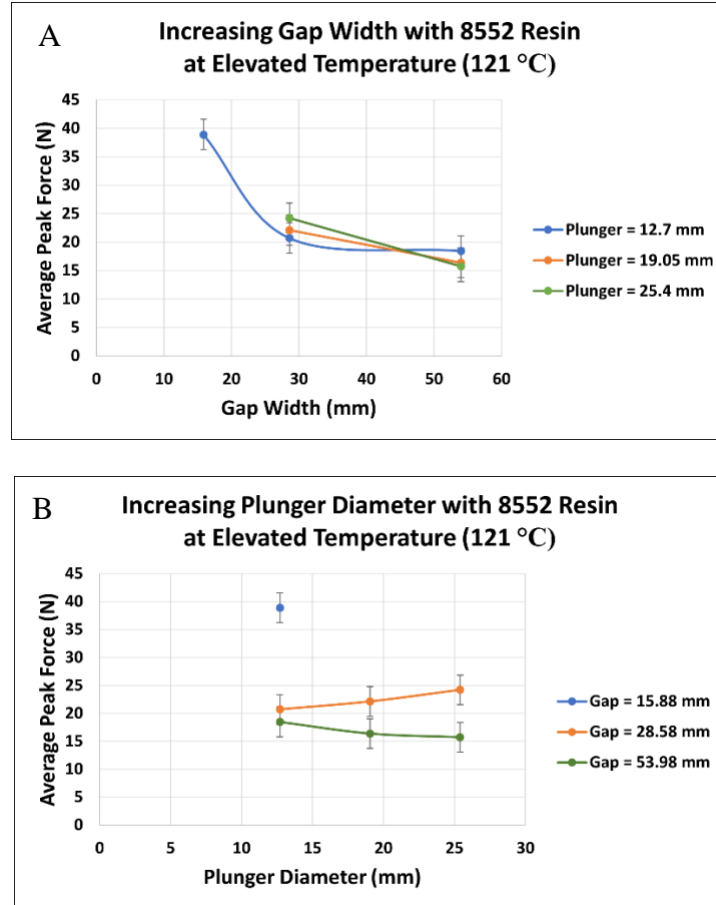 A
Increasing Gap Width with 8552 Resin
at Elevated Temperature (121 °C)
45
40
35
30
25
20
15
10
5
0
Average Peak Force (N)
0 10 20 30 40 50 60
Gap Width (mm)
Plunger = 12.7 mm
Plunger = 19.05 mm
Plunger = 25.4 mm
B
Increasing Plunger Diameter with 8552 Resin
at Elevated Temperature (121 °C)
45
40
35
30
25
20
15
10
5
0
Average Peak Force (N)
0 5 10 15 20 25 30
Plunger Diameter (mm)
Gap = 15.88 mm
Gap = 28.58 mm
Gap = 53.98 mm